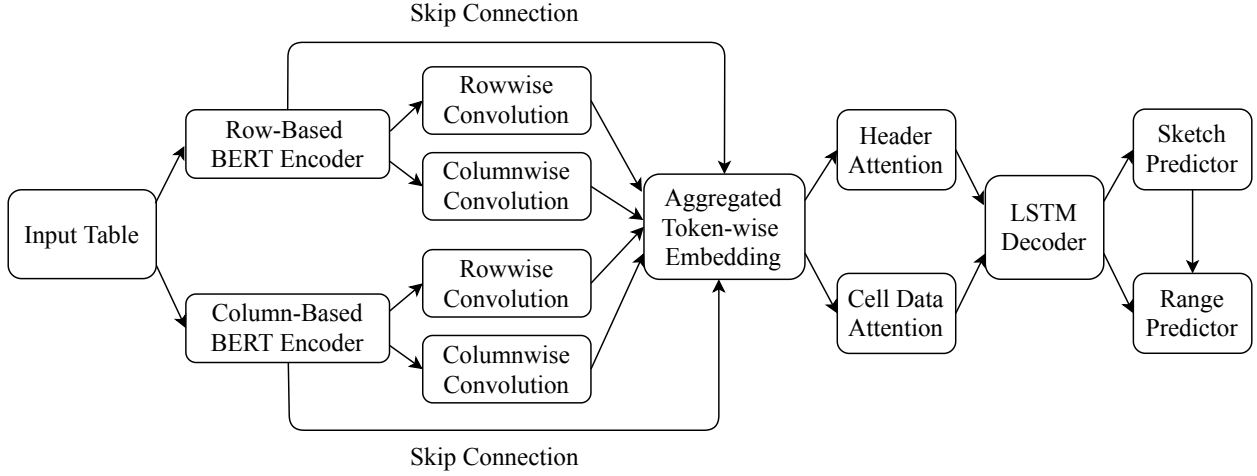 Skip Connection
Input Table
Row-Based
BERT Encoder
Column-Based
BERT Encoder
Rowwise
Convolution
Columnwise
Convolution
Rowwise
Convolution
Columnwise
Convolution
Aggregated
Token-wise
Embedding
Header
Attention
Cell Data
Attention
LSTM
Decoder
Sketch
Predictor
Range
Predictor
Skip Connection